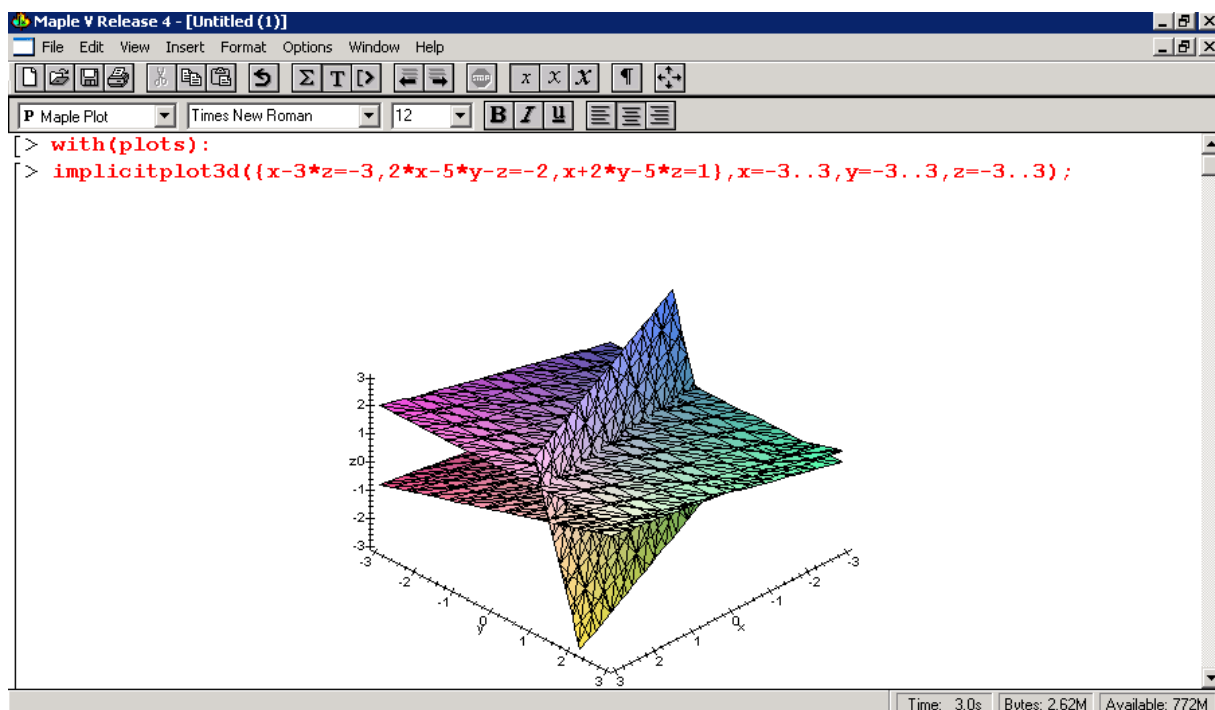 Maple V Release 4 - [Untitled (1)]
File Edit View Insert Format Options Window Help
Σ T [> STOP x x x ¶
P Maple Plot Times New Roman 12 B I u
[> with(plots):
[> implicitplot3d({x-3*z=-3,2*x-5*y-z=-2,x+2*y-5*z=1},x=-3..3,y=-3..3,z=-3..3);
3
2
1
z0
-1
-2
-3
-3 -2 -1 0 y 1 2 3
3 2 1 0 x -1 -2 -3
Time: 3.0s Bytes: 2.62M Available: 772M